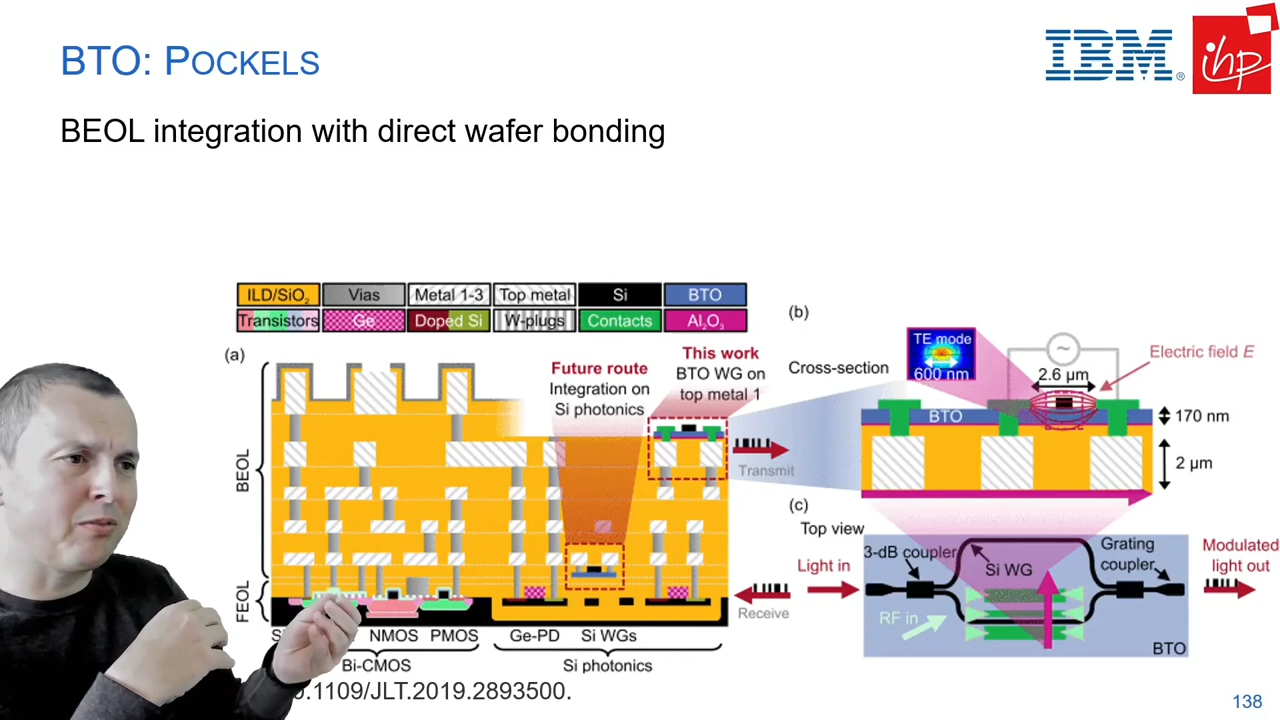 BTO: POCKELS
IBM®
ihp
BEOL integration with direct wafer bonding
ILD/SiO₂
Vias
Metal 1-3
Top metal
Si
BTO
Transistors
Ge
Doped Si
W-plugs
Contacts
Al₂O₃
(a)
Future route
Integration on
Si photonics
This work
BTO WG on
top metal 1
BEOL
FEOL
Transmit
Receive
NMOS
PMOS
Ge-PD
Si WGs
Bi-CMOS
Si photonics
(b)
Cross-section
TE mode
600 nm
2.6 µm
~
Electric field E
BTO
170 nm
2 µm
(c)
Top view
Light in
3-dB coupler
Si WG
Grating
coupler
Modulated
light out
RF in
BTO
.1109/JLT.2019.2893500.
138